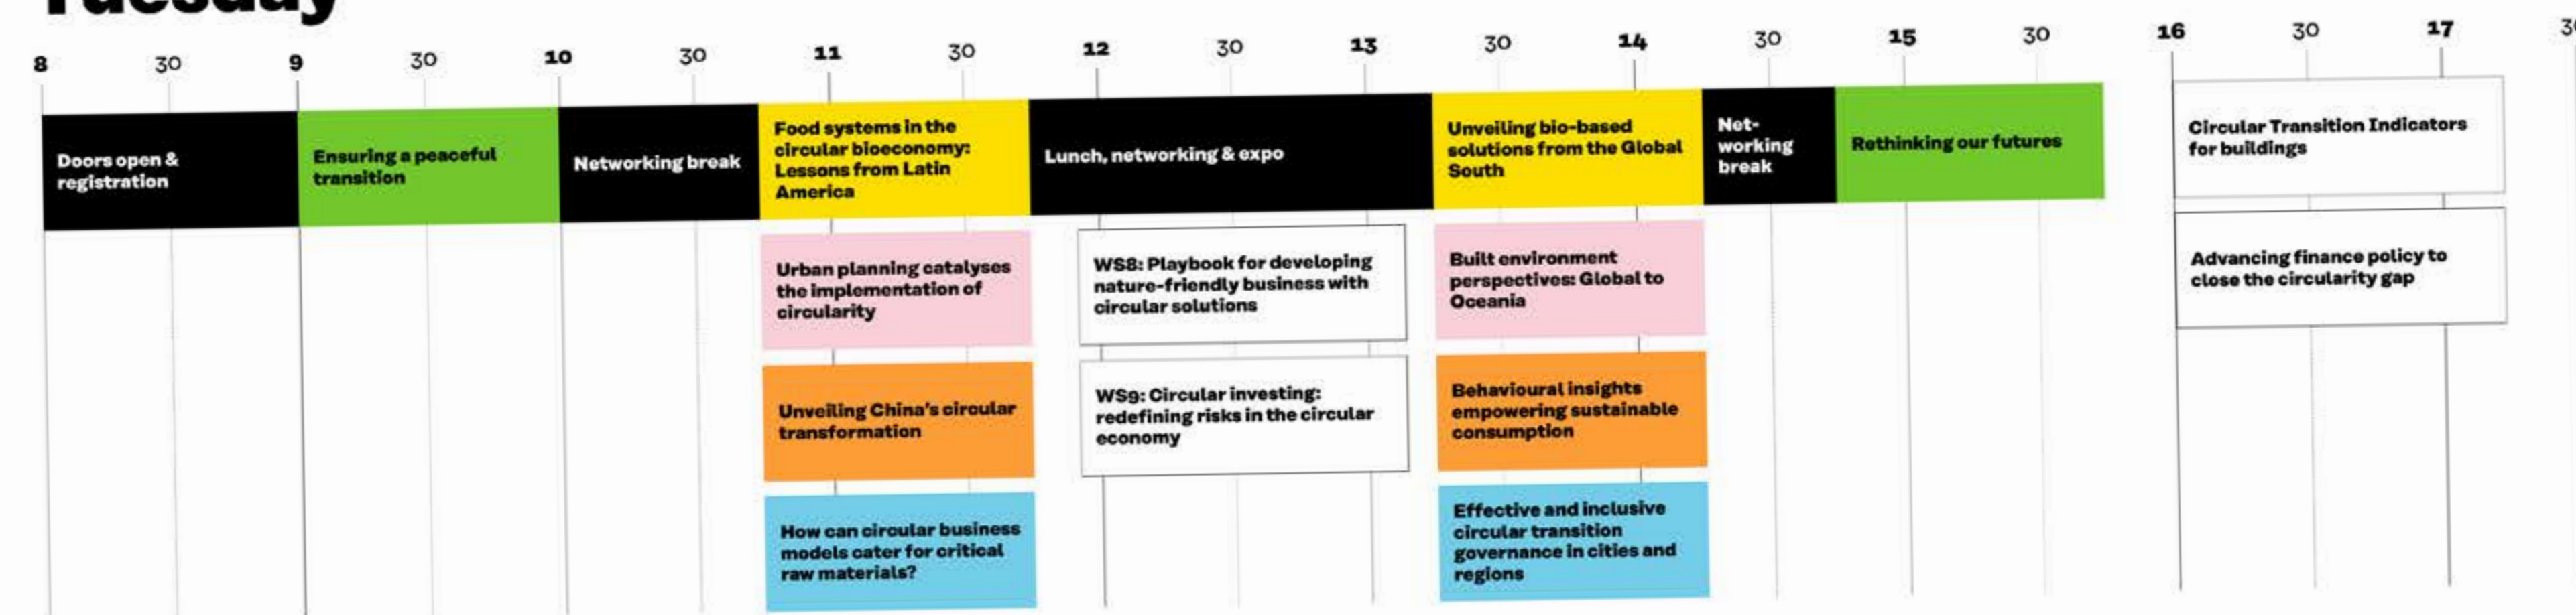 Tuesday
8 30 9 30 10 30 11 30 12 30 13 30 14 30 15 30 16 30 17
Doors open &
registration
Ensuring a peaceful
transition
Networking break
Food systems in the
circular bioeconomy:
Lessons from Latin
America
Lunch, networking & expo
Unveiling bio-based
solutions from the Global
South
Net-
working
break
Rethinking our futures
Circular Transition Indicators
for buildings
Urban planning catalyses
the implementation of
circularity
WS8: Playbook for developing
nature-friendly business with
circular solutions
Built environment
perspectives: Global to
Oceania
Advancing finance policy to
close the circularity gap
Unveiling China's circular
transformation
WS9: Circular investing:
redefining risks in the circular
economy
Behavioural insights
empowering sustainable
consumption
How can circular business
models cater for critical
raw materials?
Effective and inclusive
circular transition
governance in cities and
regions